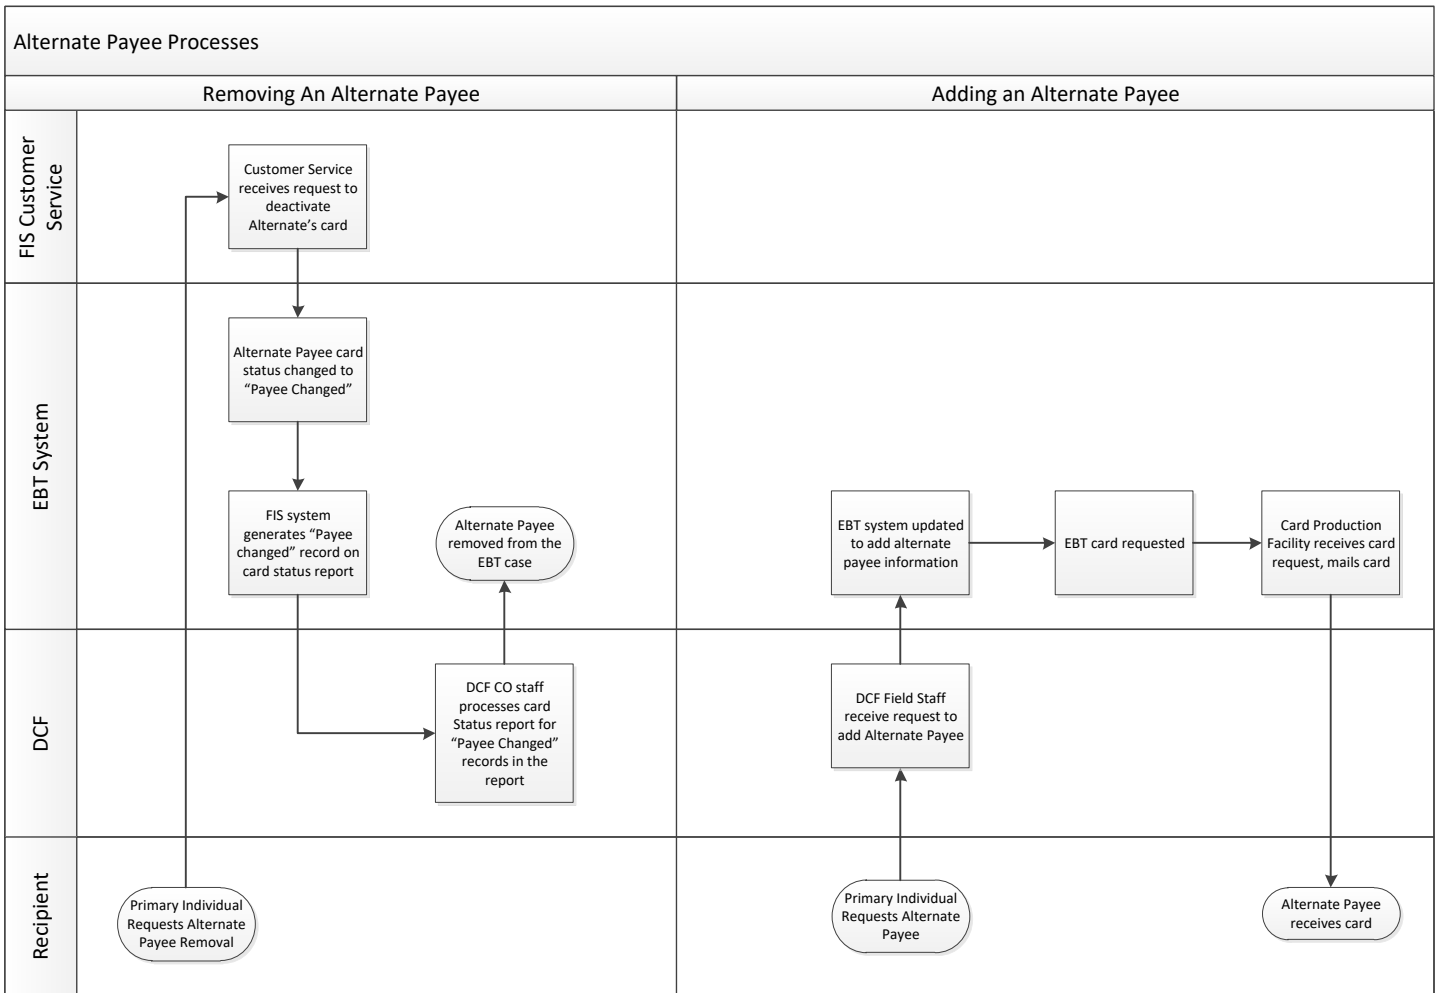 Alternate Payee Processes
Removing An Alternate Payee
Adding an Alternate Payee
FIS Customer
Service
Customer Service
receives request to
deactivate
Alternate’s card
EBT System
Alternate Payee card
status changed to
“Payee Changed”
FIS system
generates “Payee
changed” record on
card status report
Alternate Payee
removed from the
EBT case
EBT system updated
to add alternate
payee information
EBT card requested
Card Production
Facility receives card
request, mails card
DCF
DCF CO staff
processes card
Status report for
“Payee Changed”
records in the
report
DCF Field Staff
receive request to
add Alternate Payee
Recipient
Primary Individual
Requests Alternate
Payee Removal
Primary Individual
Requests Alternate
Payee
Alternate Payee
receives card